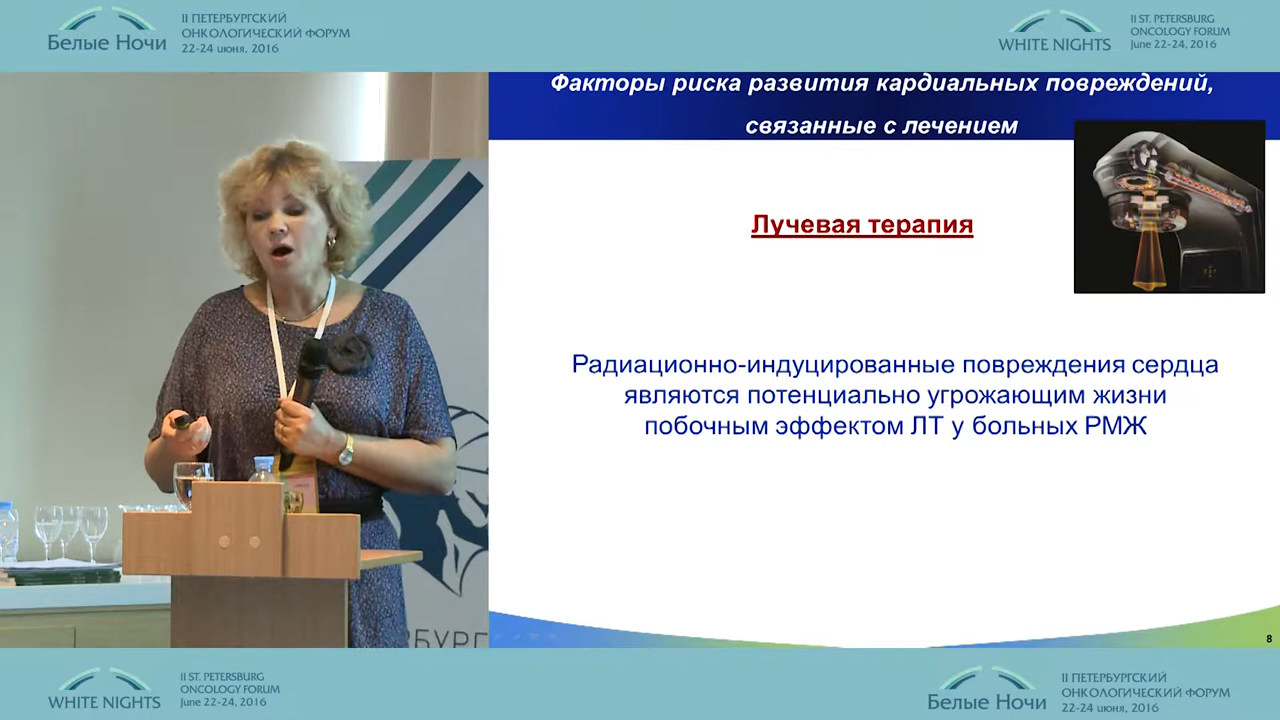 Белые Ночи
II ПЕТЕРБУРГСКИЙ
ОНКОЛОГИЧЕСКИЙ ФОРУМ
22-24 июня, 2016
WHITE NIGHTS
II ST. PETERSBURG
ONCOLOGY FORUM
June 22-24, 2016
Факторы риска развития кардиальных повреждений,
связанные с лечением
Лучевая терапия
Радиационно-индуцированные повреждения сердца
являются потенциально угрожающим жизни
побочным эффектом ЛТ у больных РМЖ
8
БУРГ
WHITE NIGHTS
II ST. PETERSBURG
ONCOLOGY FORUM
June 22-24, 2016
Белые Ночи
II ПЕТЕРБУРГСКИЙ
ОНКОЛОГИЧЕСКИЙ ФОРУМ
22-24 июня, 2016